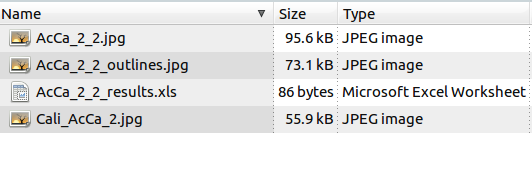 Name Size Type
AcCa_2_2.jpg 95.6 kB JPEG image
AcCa_2_2_outlines.jpg 73.1 kB JPEG image
AcCa_2_2_results.xls 86 bytes Microsoft Excel Worksheet
Cali_AcCa_2.jpg 55.9 kB JPEG image